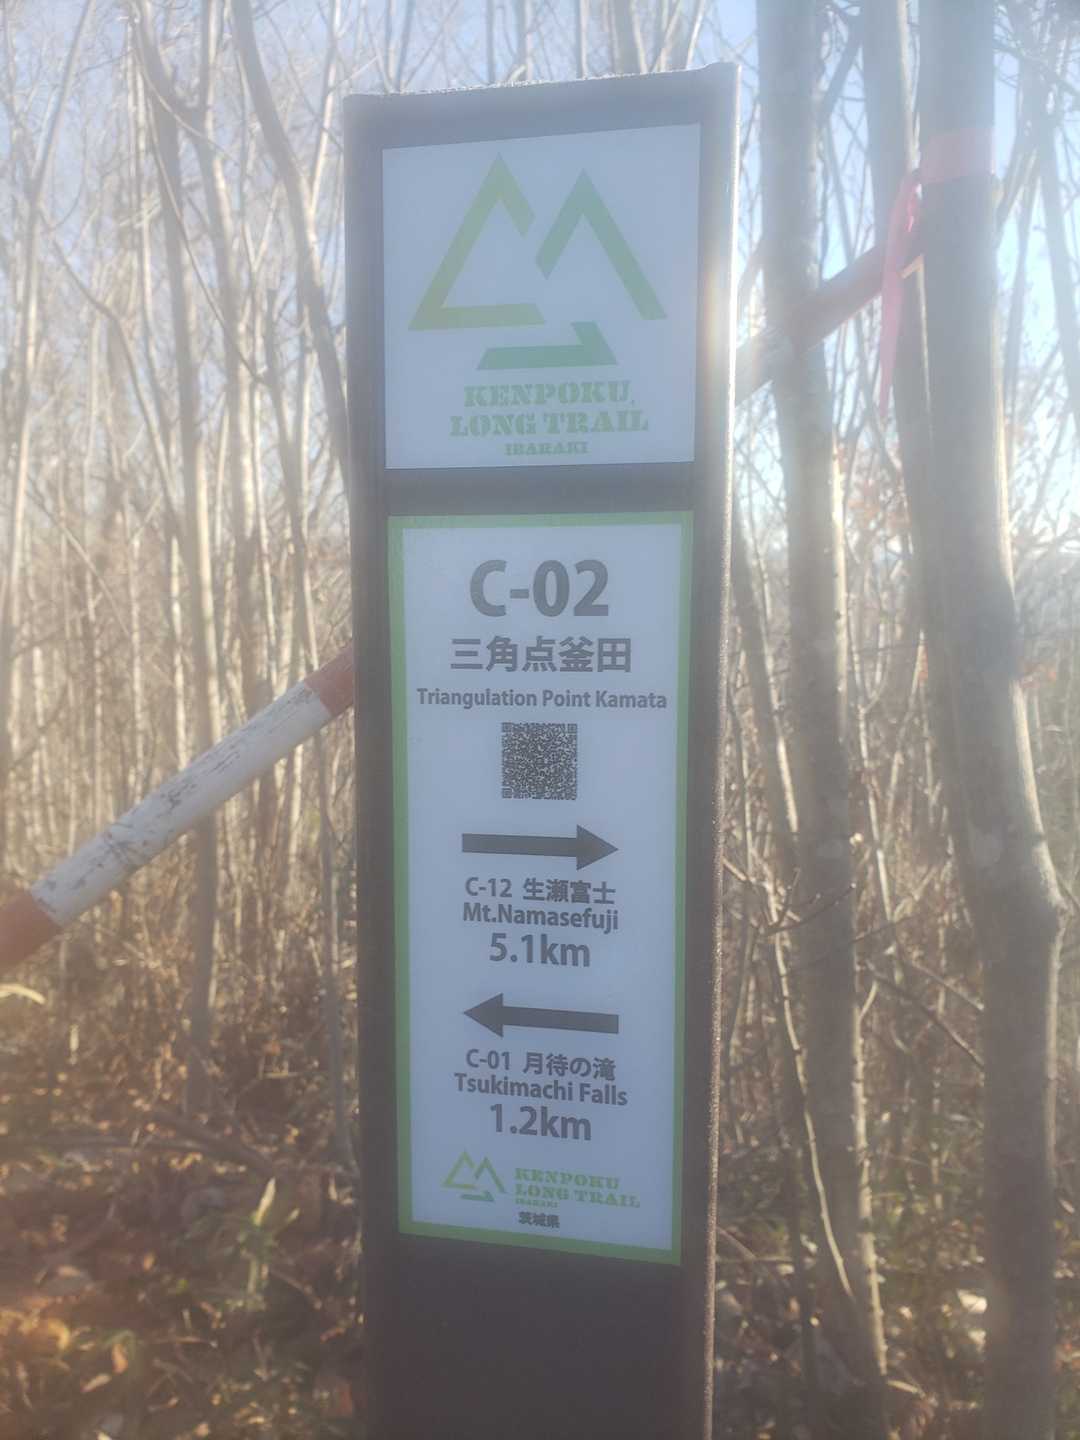 KENPOKU
LONG TRAIL
IBARAKI
C-02
三角点釜田
Triangulation Point Kamata
C-12 生瀬富士
Mt.Namasefuji
5.1km
C-01 月待の滝
Tsukimachi Falls
1.2km
KENPOKU
LONG TRAIL
IBARAKI
茨城県